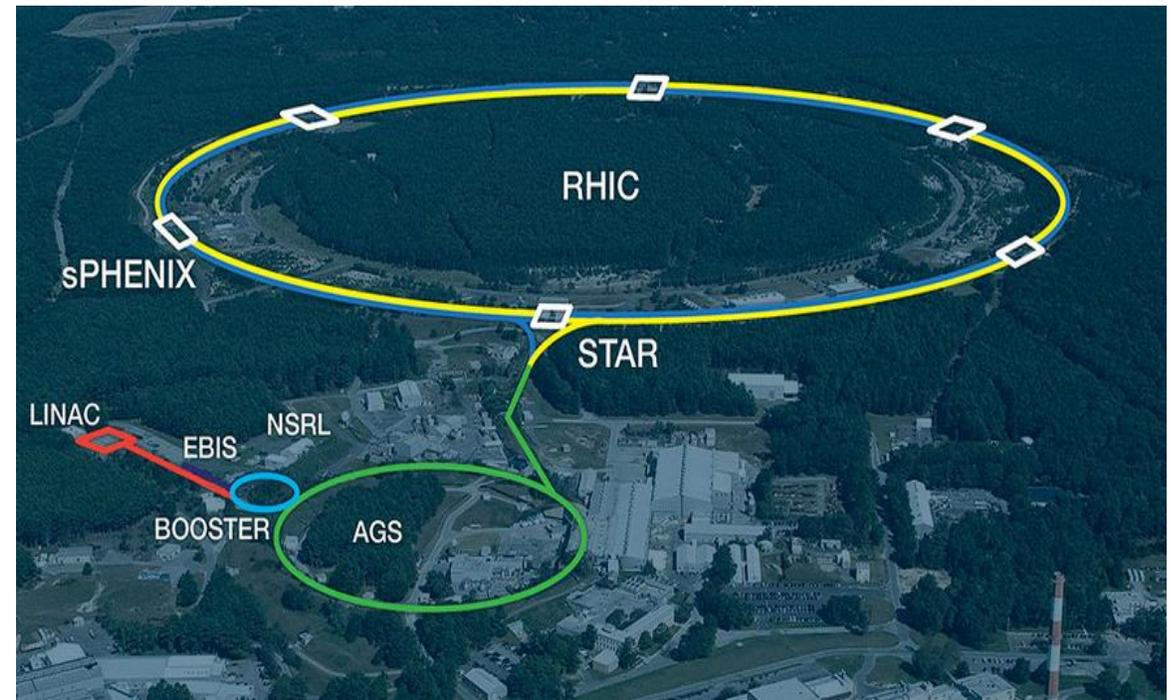 RHIC
sPHENIX
STAR
LINAC
NSRL
EBIS
BOOSTER
AGS